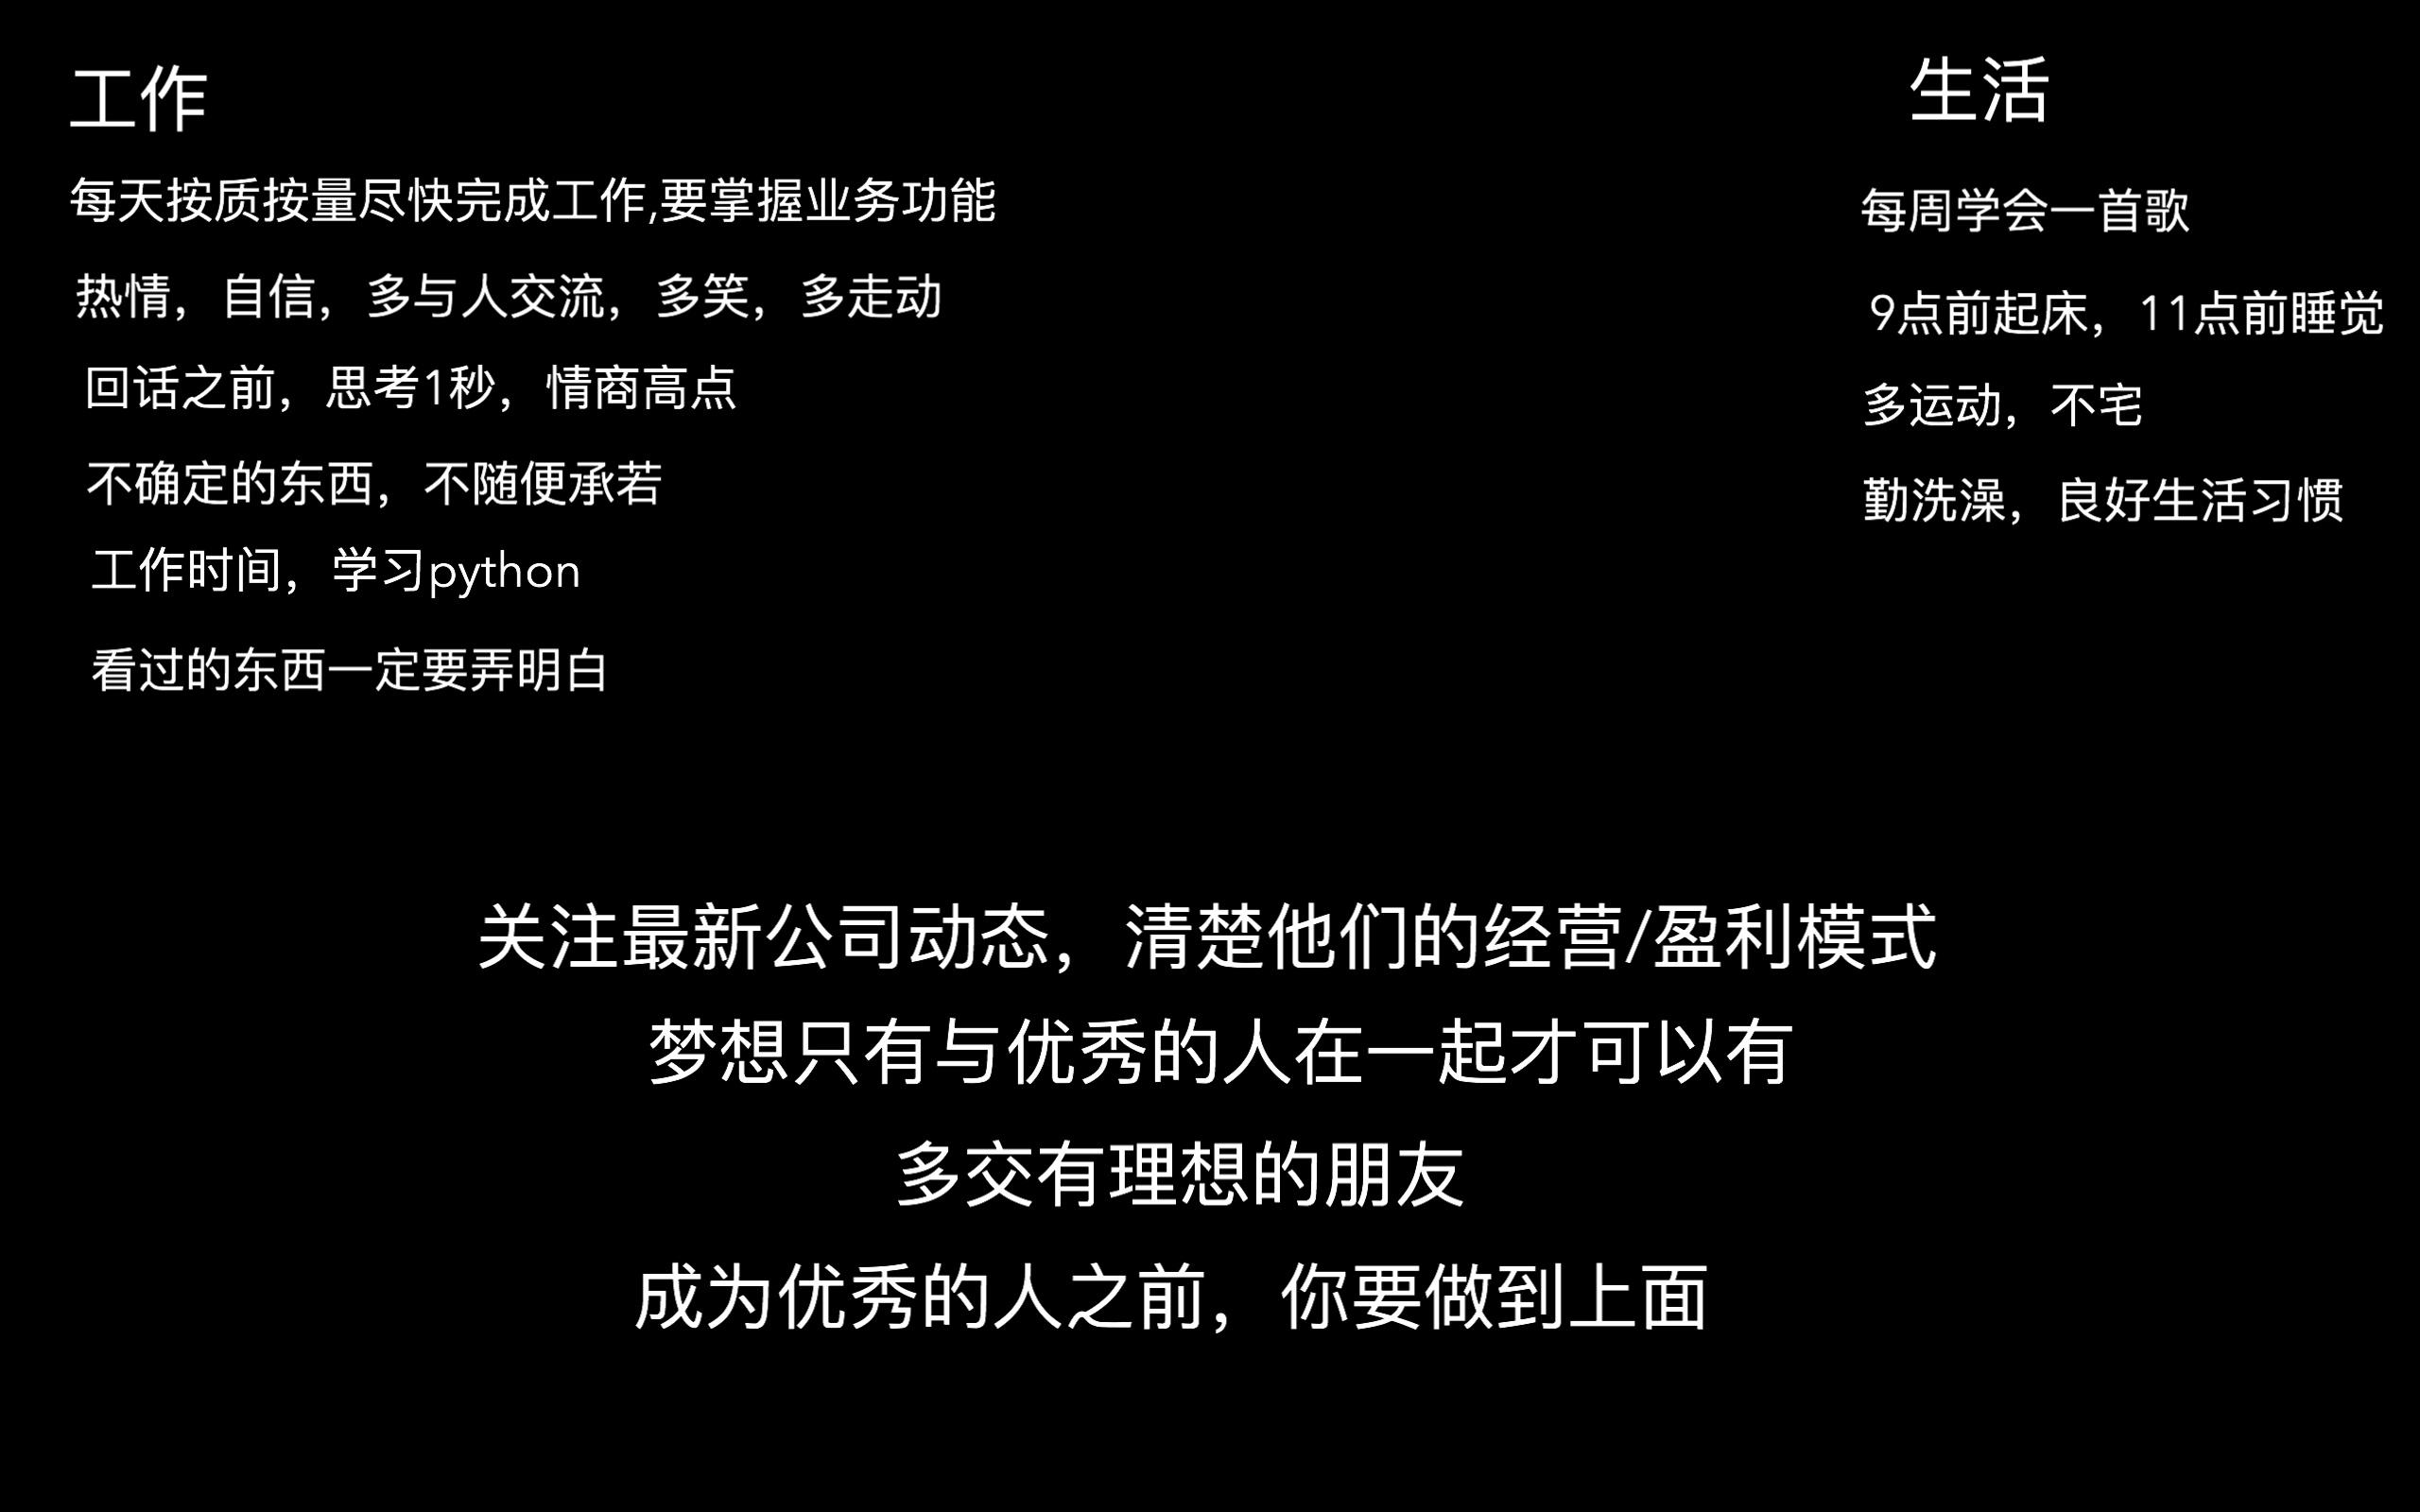 工作
每天按质按量尽快完成工作,要掌握业务功能
热情，自信，多与人交流，多笑，多走动
回话之前，思考1秒，情商高点
不确定的东西，不随便承若
工作时间，学习python
看过的东西一定要弄明白
生活
每周学会一首歌
9点前起床，11点前睡觉
多运动，不宅
勤洗澡，良好生活习惯
关注最新公司动态，清楚他们的经营/盈利模式
梦想只有与优秀的人在一起才可以有
多交有理想的朋友
成为优秀的人之前，你要做到上面